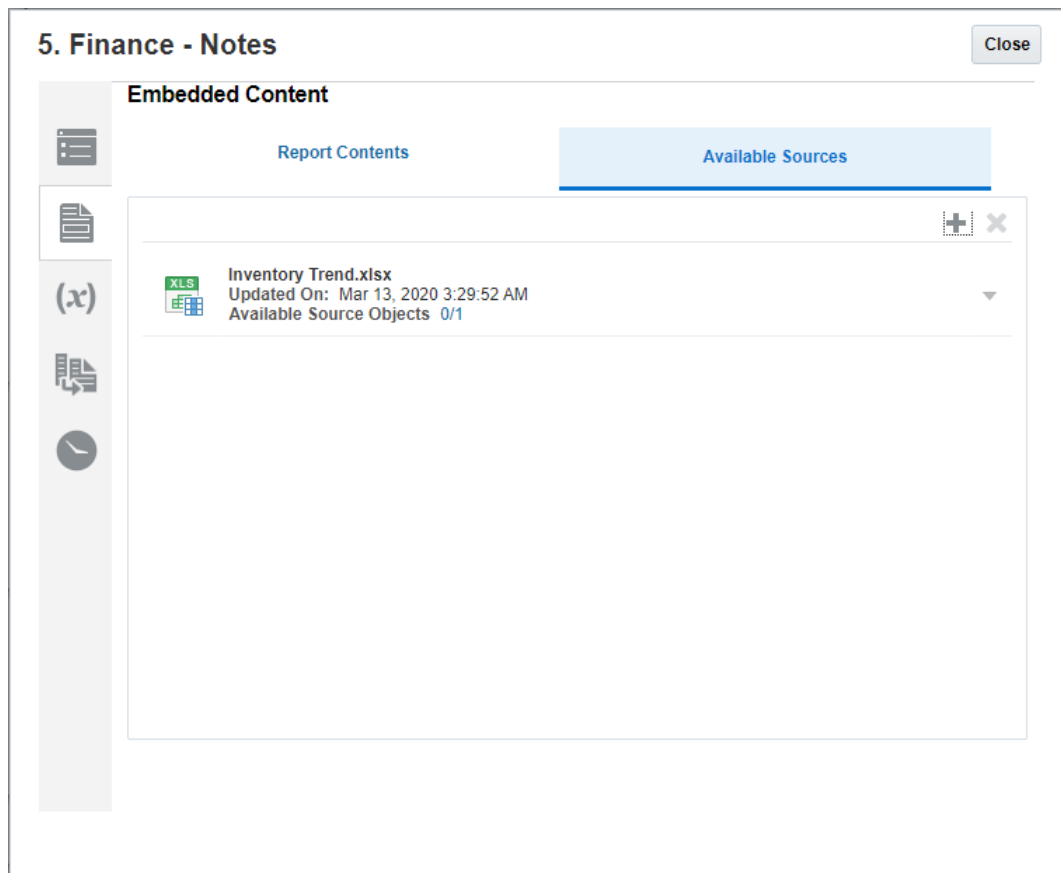 5. Finance - Notes
Close
Embedded Content
Report Contents
Available Sources
(x)
XLS
Inventory Trend.xlsx
Updated On: Mar 13, 2020 3:29:52 AM
Available Source Objects 0/1